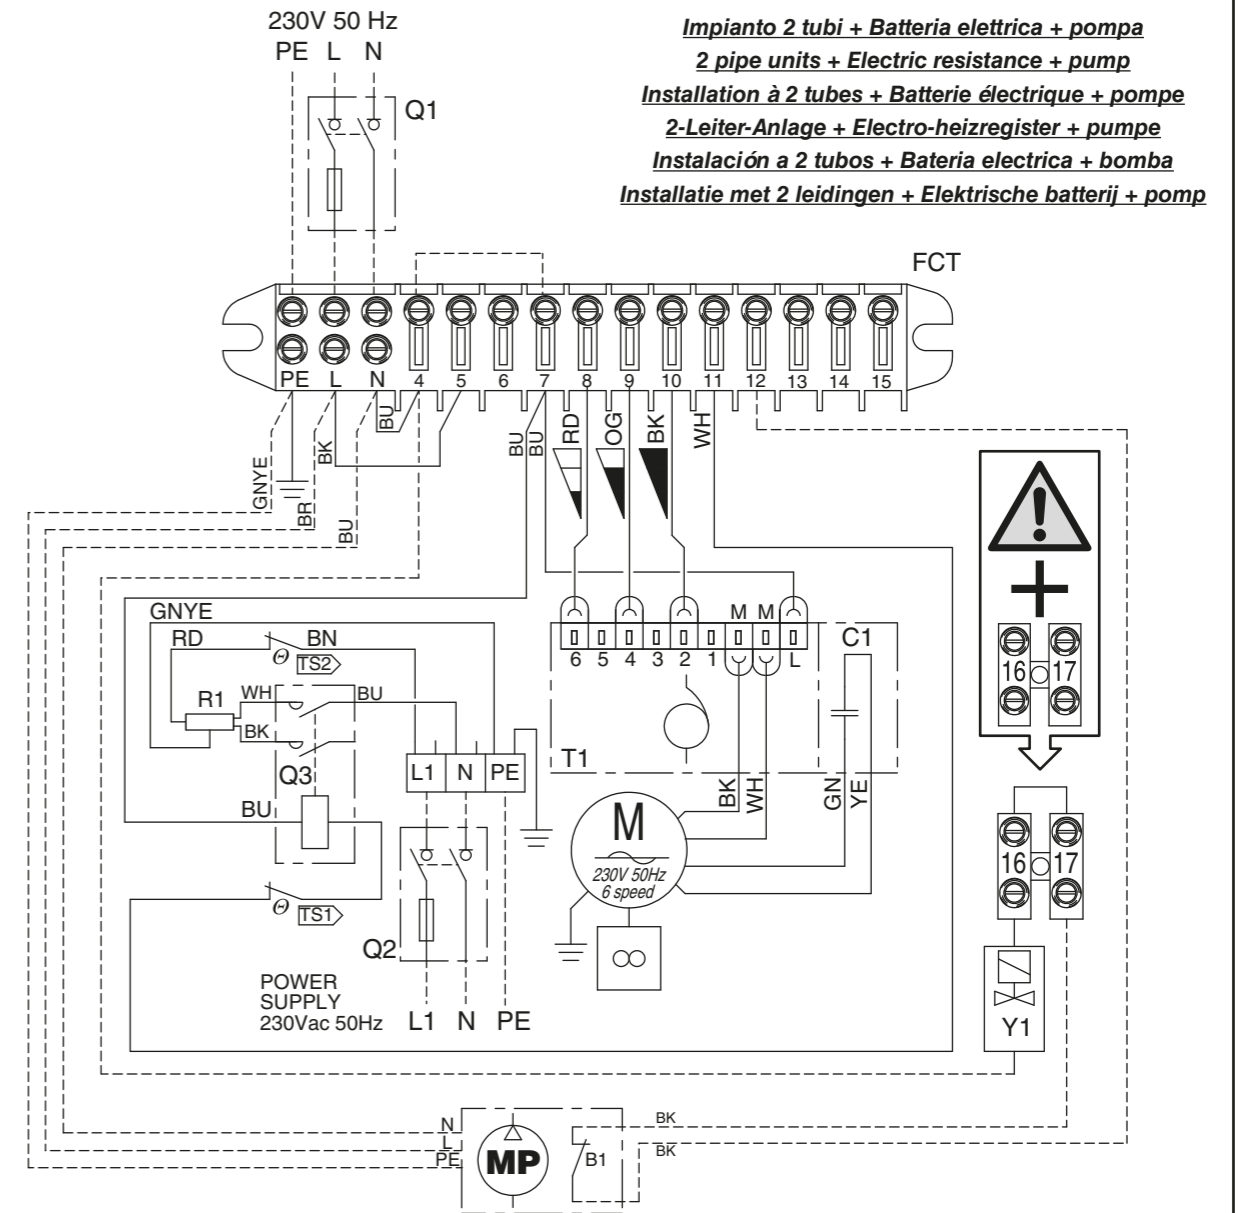 230V 50 Hz
PE L N
Q1
Impianto 2 tubi + Batteria elettrica + pompa
2 pipe units + Electric resistance + pump
Installation à 2 tubes + Batterie électrique + pompe
2-Leiter-Anlage + Electro-heizregister + pumpe
Instalación a 2 tubos + Bateria electrica + bomba
Installatie met 2 leidingen + Elektrische batterij + pomp
FCT
PE L N 4 5 6 7 8 9 10 11 12 13 14 15
GNYE
BR
BK
BU
BU
BU
BU
RD
OG
BK
WH
GNYE
RD
BN
TS2
R1
WH
BU
BK
Q3
BU
TS1
L1 N PE
Q2
POWER
SUPPLY
230Vac 50Hz
L1 N PE
M M
6 5 4 3 2 1 L
C1
T1
BK
WH
GN
YE
M
230V 50Hz
6 speed
16 17
16 17
Y1
N
L
PE
MP
B1
BK
BK